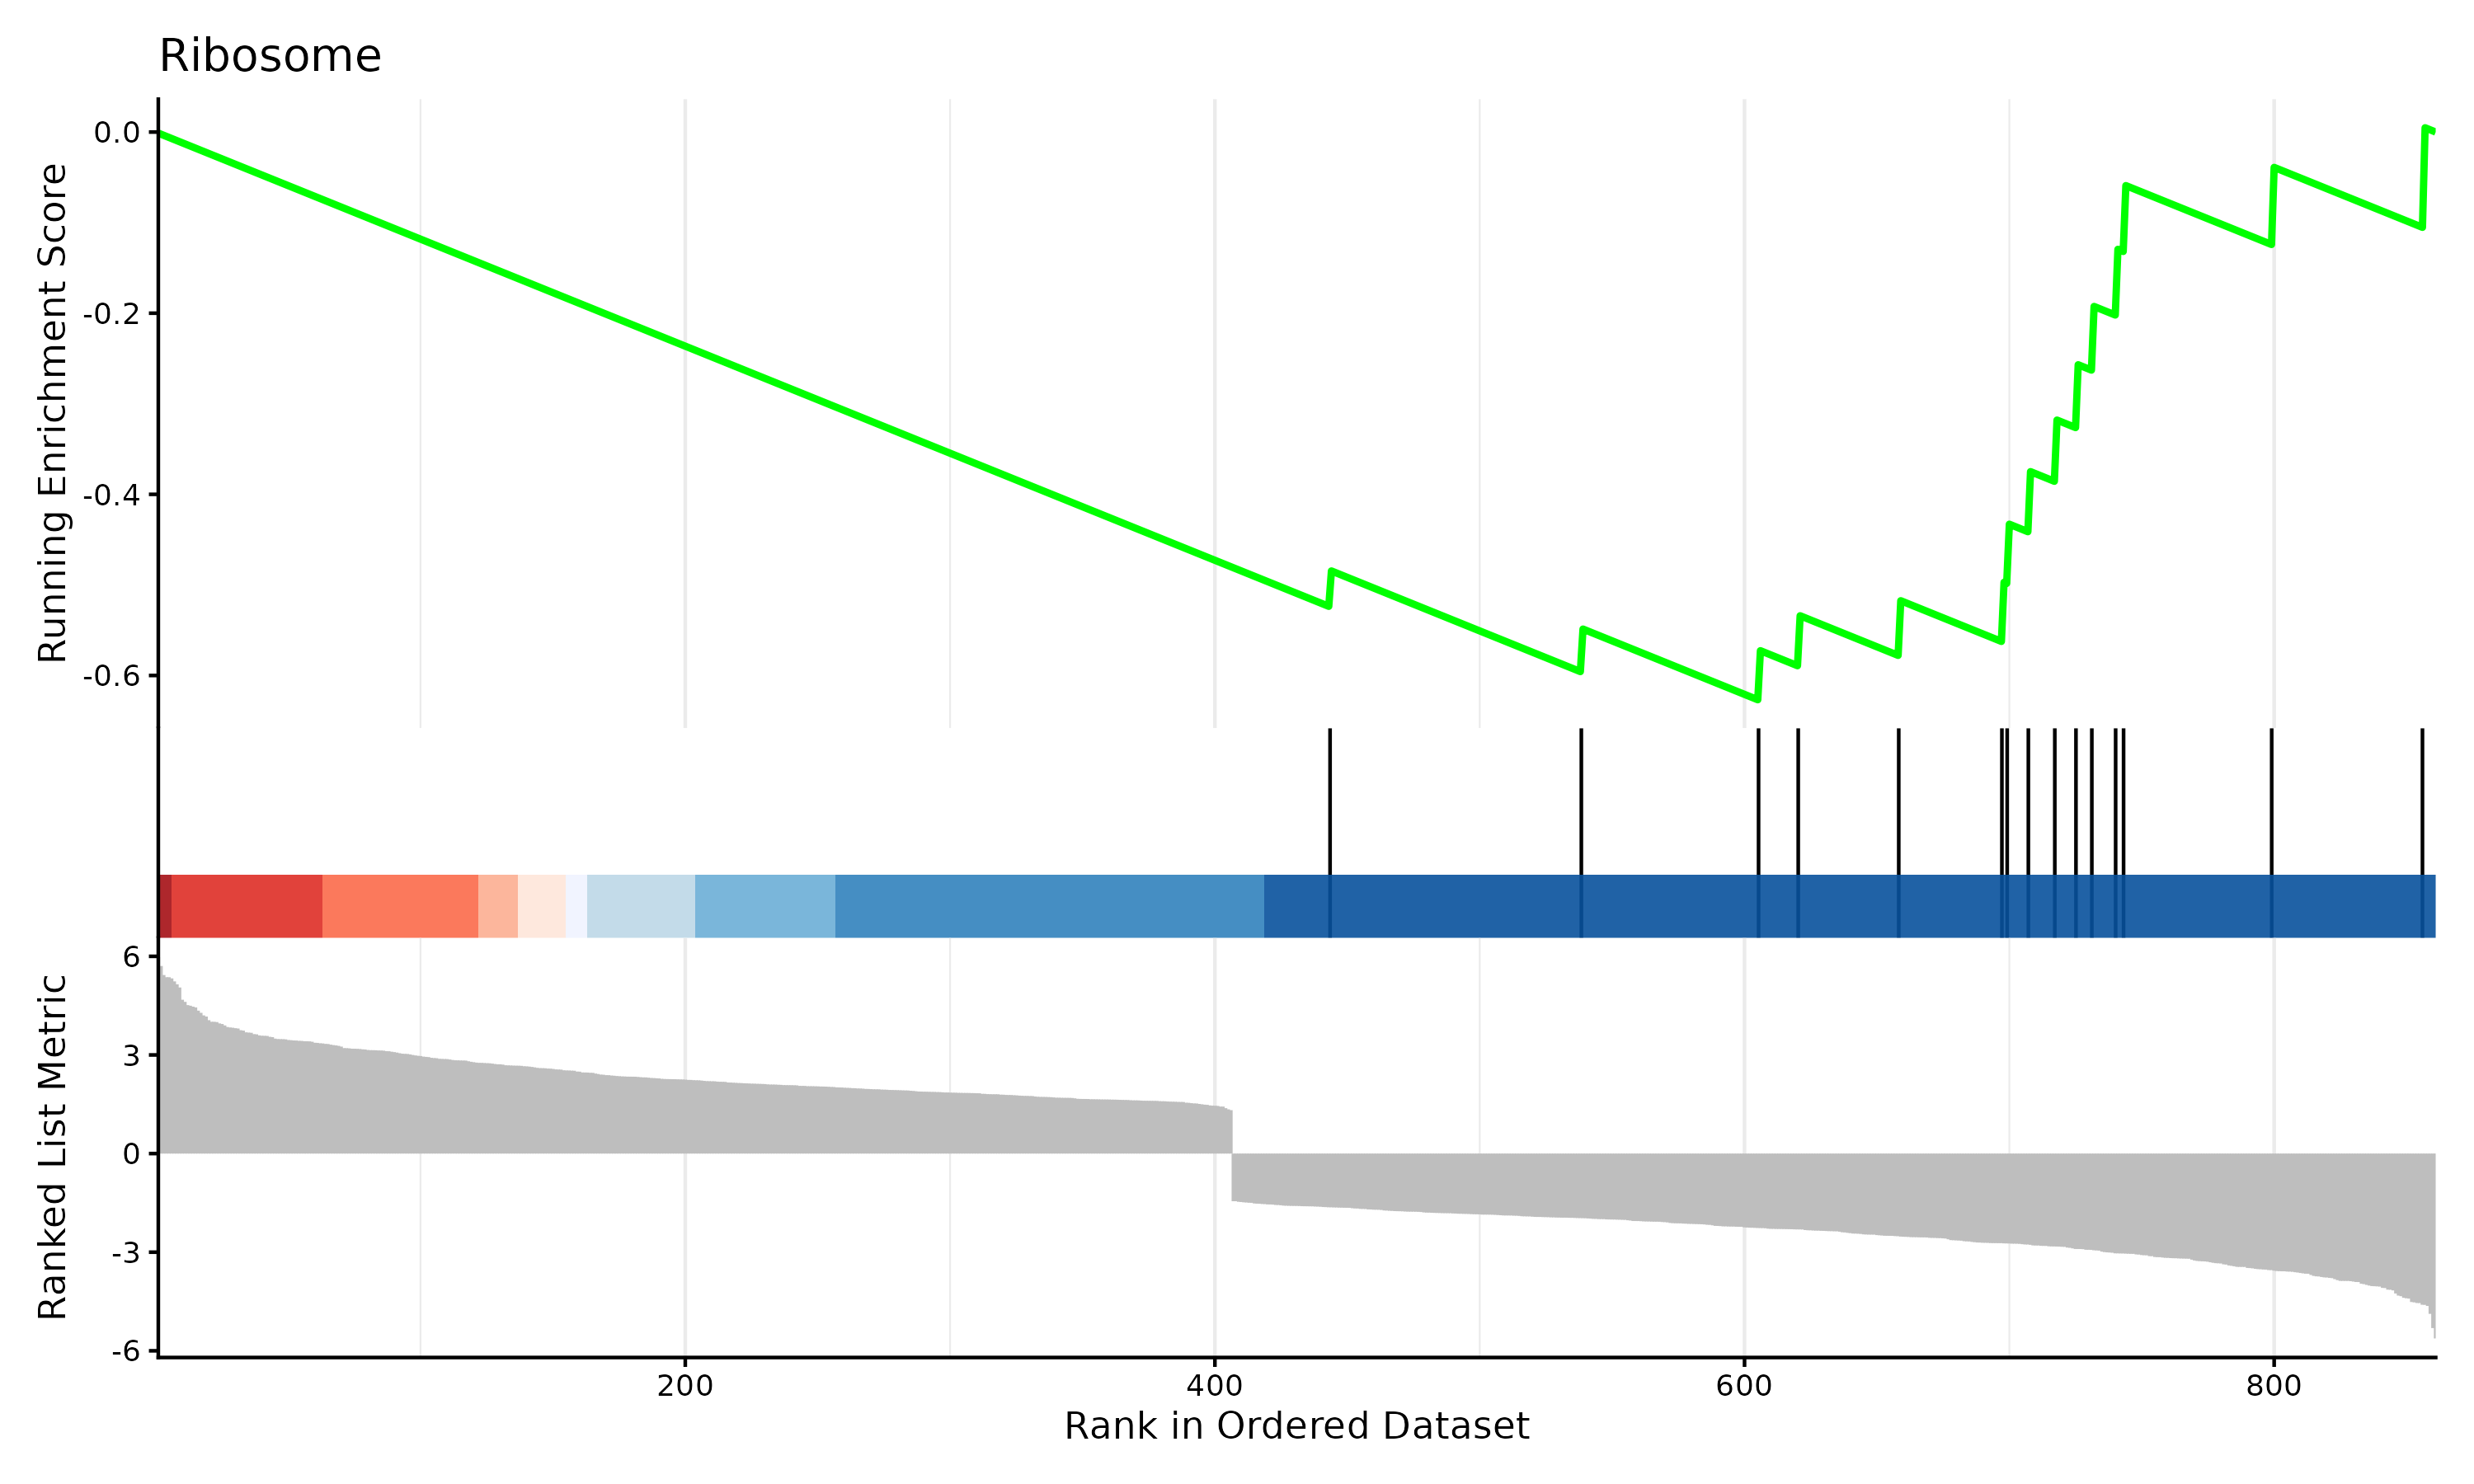 Ribosome
Running Enrichment Score
0.0
-0.2
-0.4
-0.6
Ranked List Metric
6
3
0
-3
-6
200 400 600 800
Rank in Ordered Dataset